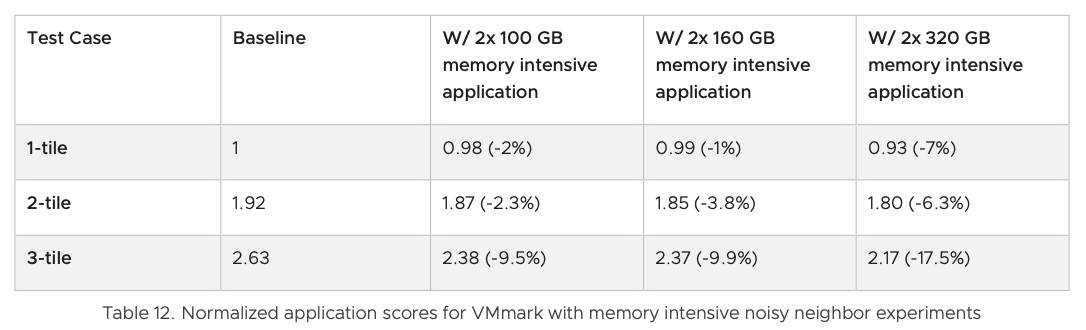 Test Case Baseline W/ 2x 100 GB memory intensive application W/ 2x 160 GB memory intensive application W/ 2x 320 GB memory intensive application
1-tile 1 0.98 (-2%) 0.99 (-1%) 0.93 (-7%)
2-tile 1.92 1.87 (-2.3%) 1.85 (-3.8%) 1.80 (-6.3%)
3-tile 2.63 2.38 (-9.5%) 2.37 (-9.9%) 2.17 (-17.5%)
Table 12. Normalized application scores for VMmark with memory intensive noisy neighbor experiments